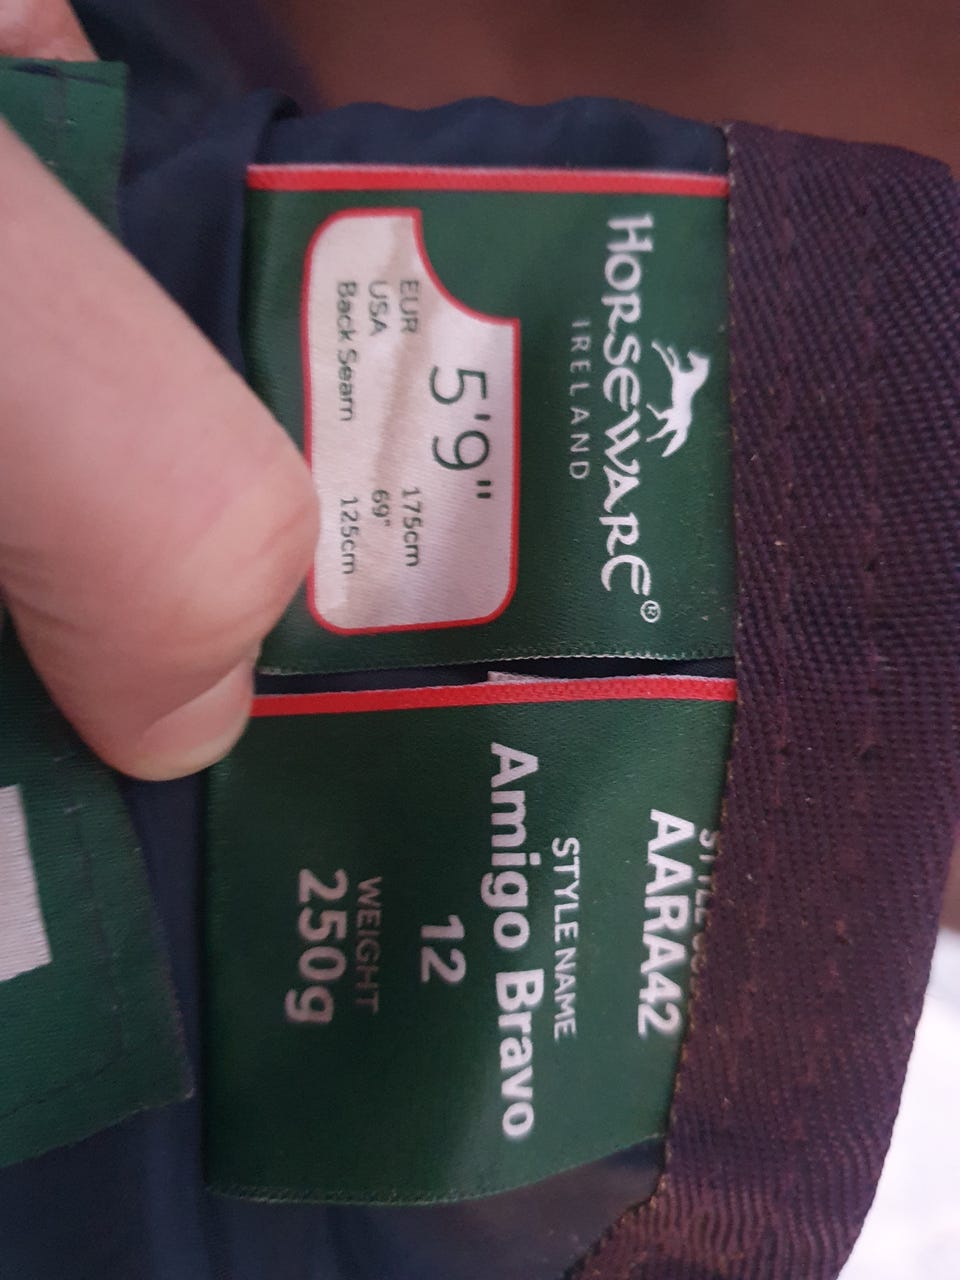 HORSEWARE®
IRELAND
5'9"
EUR 175cm
USA 69"
Back Seam 125cm
AARA42
STYLE NAME
Amigo Bravo
12
WEIGHT
250g